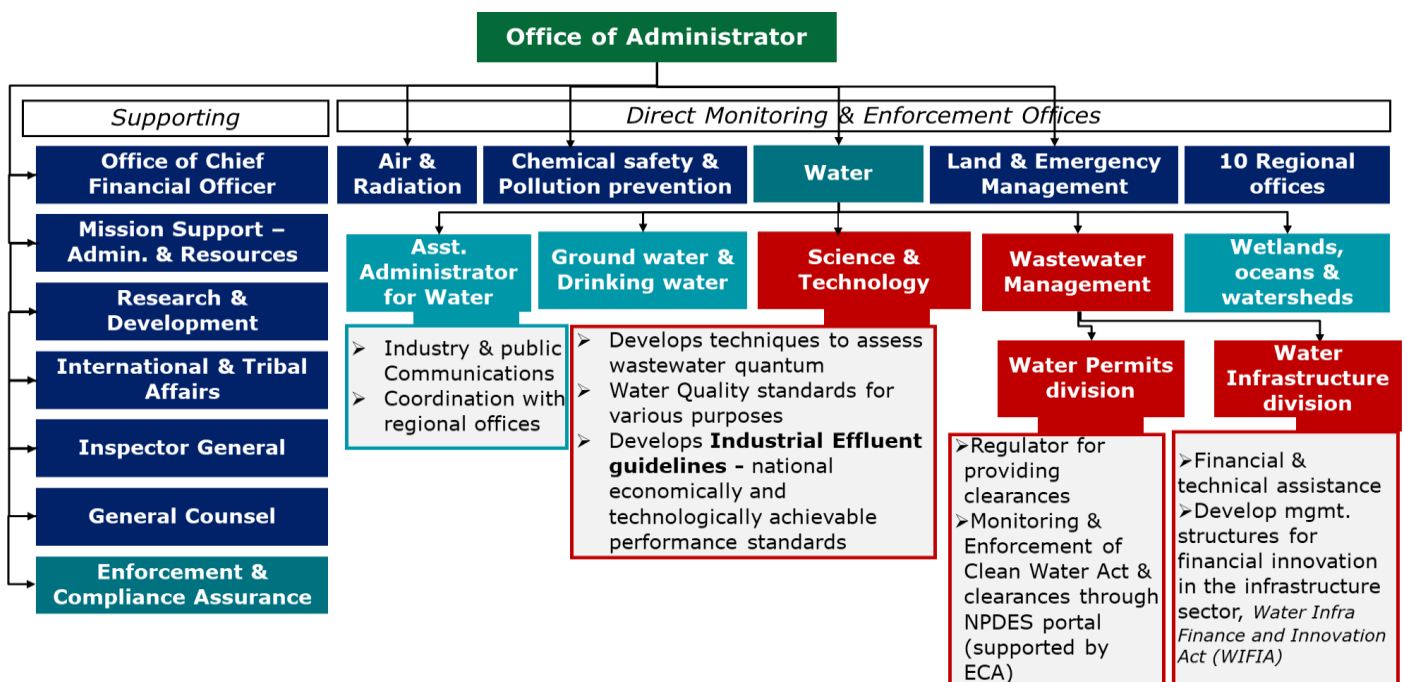 Office of Administrator
Supporting
Direct Monitoring & Enforcement Offices
Office of Chief
Financial Officer
Mission Support –
Admin. & Resources
Research &
Development
International & Tribal
Affairs
Inspector General
General Counsel
Enforcement &
Compliance Assurance
Air &
Radiation
Chemical safety &
Pollution prevention
Water
Land & Emergency
Management
10 Regional
offices
Asst.
Administrator
for Water
Ground water &
Drinking water
Science &
Technology
Wastewater
Management
Wetlands,
oceans &
watersheds
➢ Industry & public
Communications
➢ Coordination with
regional offices
➢ Develops techniques to assess
wastewater quantum
➢ Water Quality standards for
various purposes
➢ Develops Industrial Effluent
guidelines - national
economically and
technologically achievable
performance standards
Water Permits
division
Water
Infrastructure
division
➢Regulator for
providing
clearances
➢Monitoring &
Enforcement of
Clean Water Act &
clearances through
NPDES portal
(supported by
ECA)
➢Financial &
technical assistance
➢Develop mgmt.
structures for
financial innovation
in the infrastructure
sector, Water Infra
Finance and Innovation
Act (WIFIA)